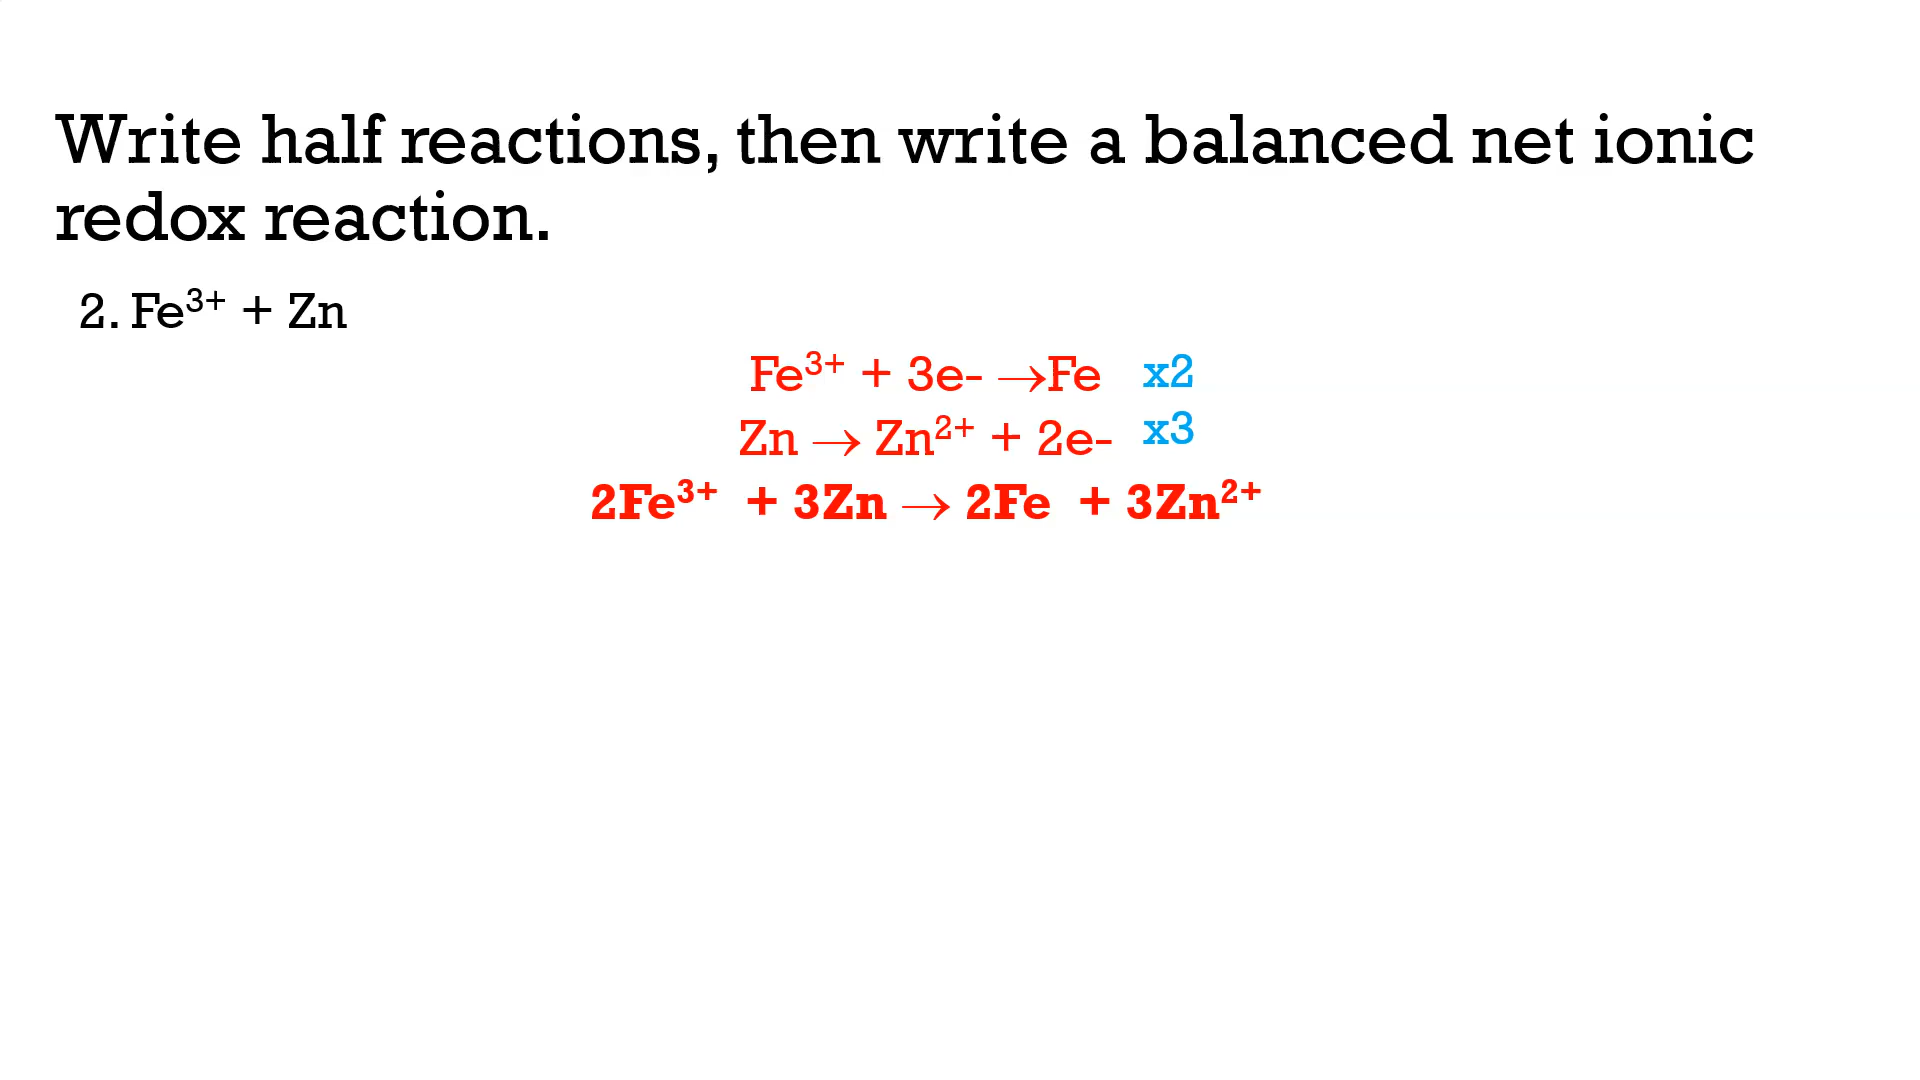 Write half reactions, then write a balanced net ionic
redox reaction.
2. Fe³⁺ + Zn
Fe³⁺ + 3e- →Fe x2
Zn → Zn²⁺ + 2e- x3
2Fe³⁺ + 3Zn → 2Fe + 3Zn²⁺